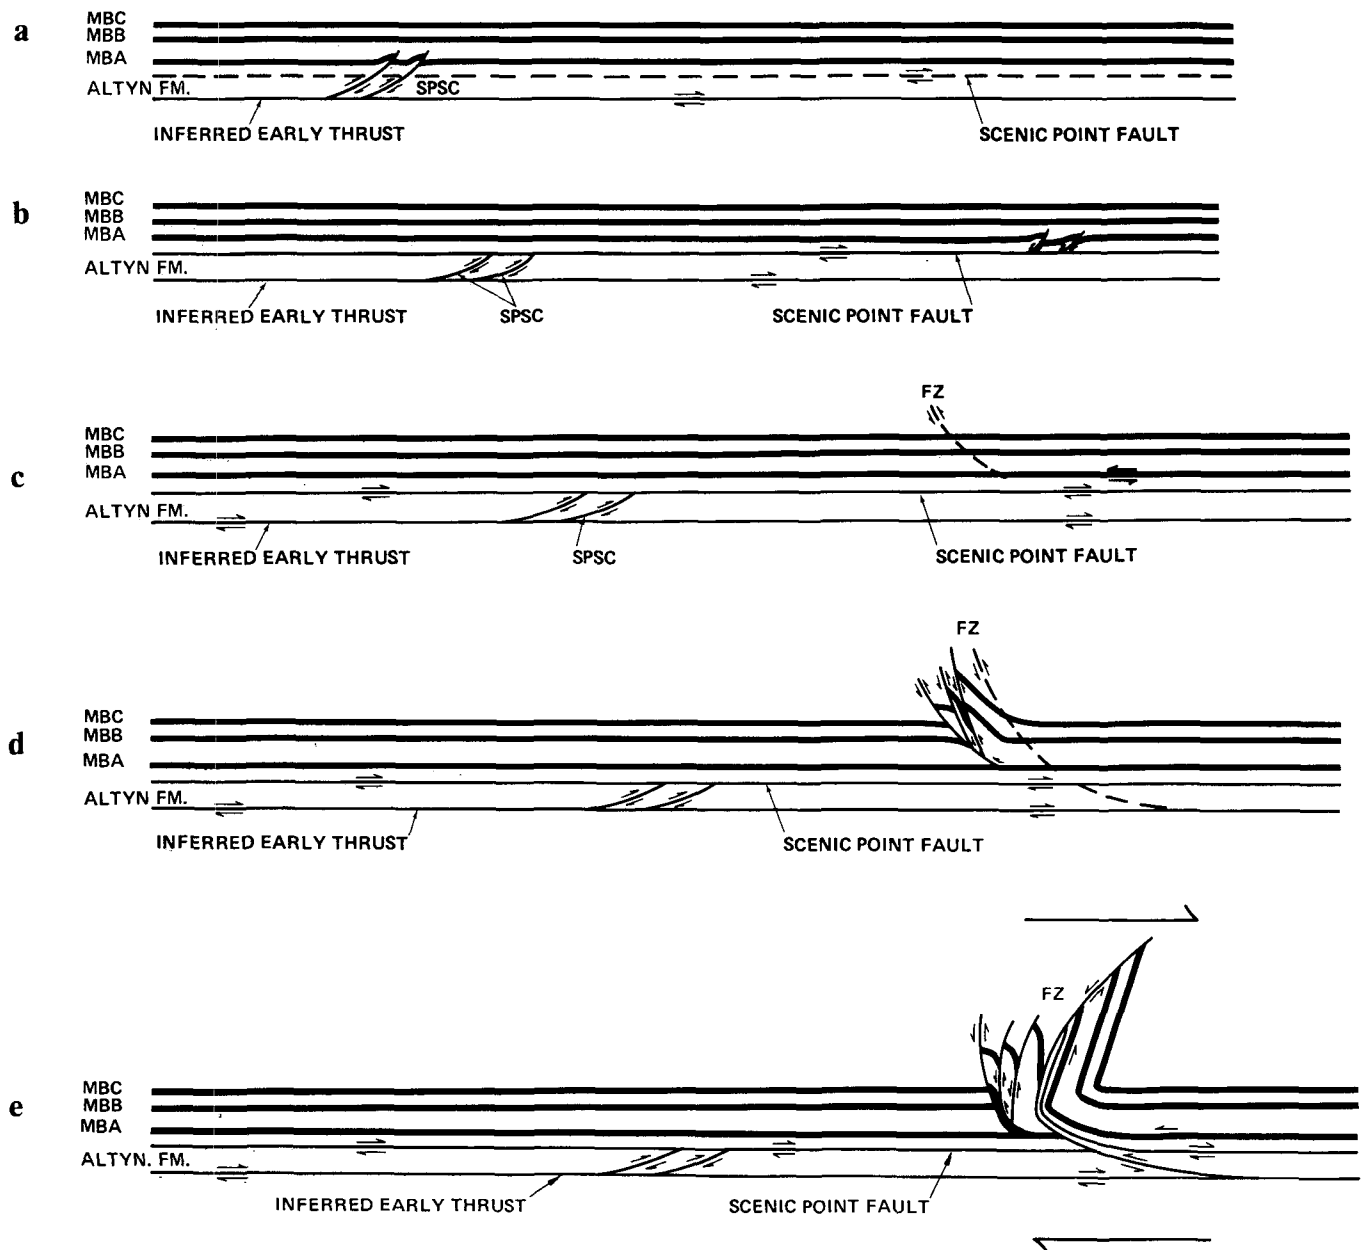 a
MBC
MBB
MBA
ALTYN FM.
SPSC
INFERRED EARLY THRUST
SCENIC POINT FAULT
b
MBC
MBB
MBA
ALTYN FM.
INFERRED EARLY THRUST
SPSC
SCENIC POINT FAULT
FZ
c
MBC
MBB
MBA
ALTYN FM.
INFERRED EARLY THRUST
SPSC
SCENIC POINT FAULT
FZ
d
MBC
MBB
MBA
ALTYN FM.
INFERRED EARLY THRUST
SCENIC POINT FAULT
FZ
e
MBC
MBB
MBA
ALTYN. FM.
INFERRED EARLY THRUST
SCENIC POINT FAULT